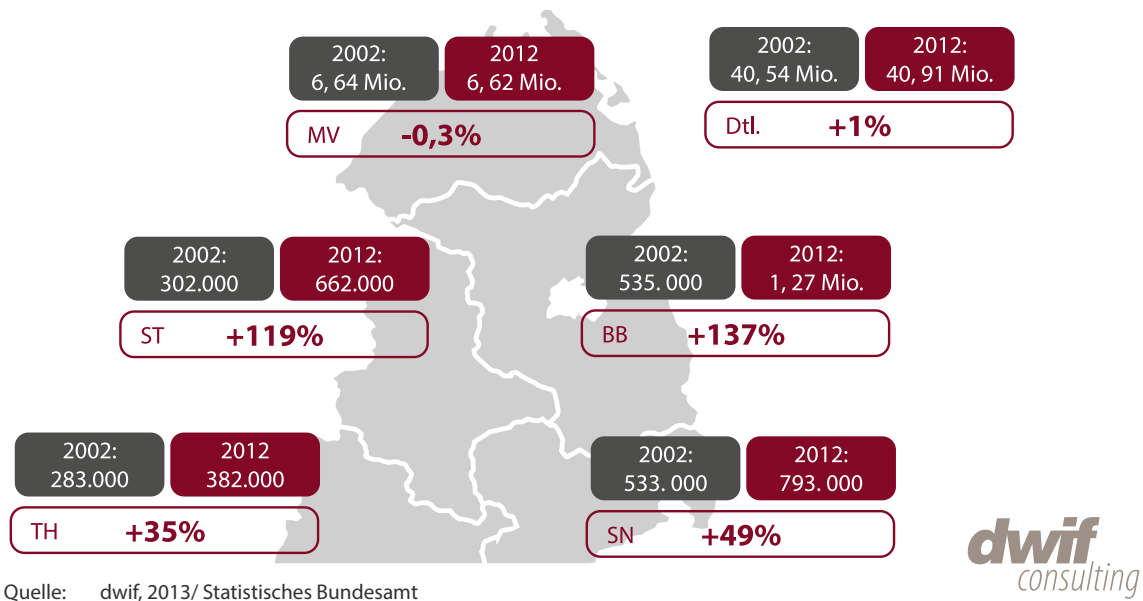 2002:
6, 64 Mio.
2012
6, 62 Mio.
MV -0,3%
2002:
40, 54 Mio.
2012:
40, 91 Mio.
Dtl. +1%
2002:
302.000
2012:
662.000
ST +119%
2002:
535. 000
2012:
1, 27 Mio.
BB +137%
2002:
283.000
2012
382.000
TH +35%
2002:
533. 000
2012:
793. 000
SN +49%
dwif
consulting
Quelle: dwif, 2013/ Statistisches Bundesamt